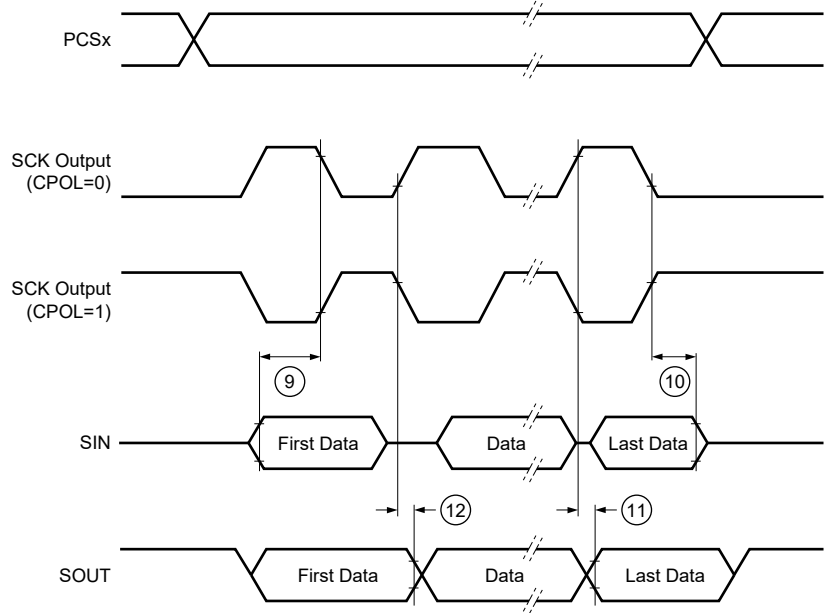 PCSx
SCK Output
(CPOL=0)
SCK Output
(CPOL=1)
9
10
SIN
First Data
Data
Last Data
12
11
SOUT
First Data
Data
Last Data